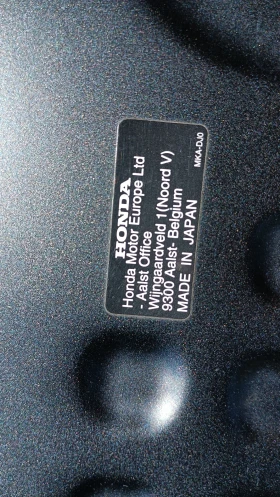 HONDA
Honda Motor Europe Ltd
- Aalst Office
Wijngaardveld 1(Noord V)
9300 Aalst- Belgium
MADE IN JAPAN
MKA-DJ0